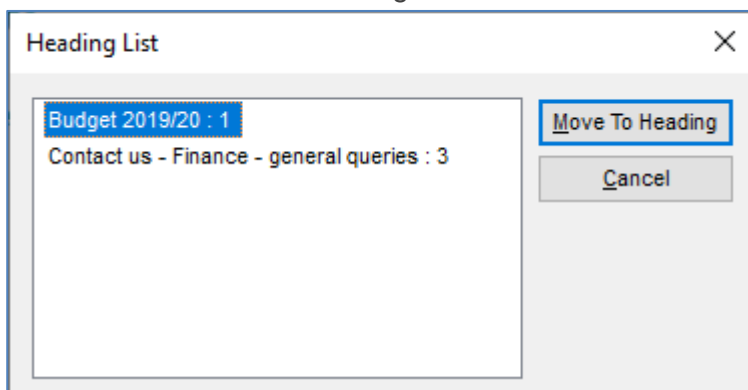 Heading List
Budget 2019/20 : 1
Move To Heading
Contact us - Finance - general queries : 3
Cancel